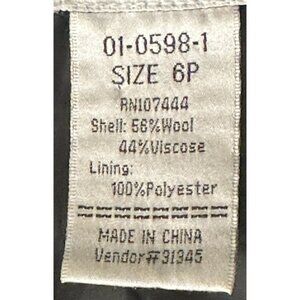 01-0598-1
SIZE 6P
RN107444
Shell: 56%Wool
44%Viscose
Lining:
100%Polyester
MADE IN CHINA
Vendor# 31345